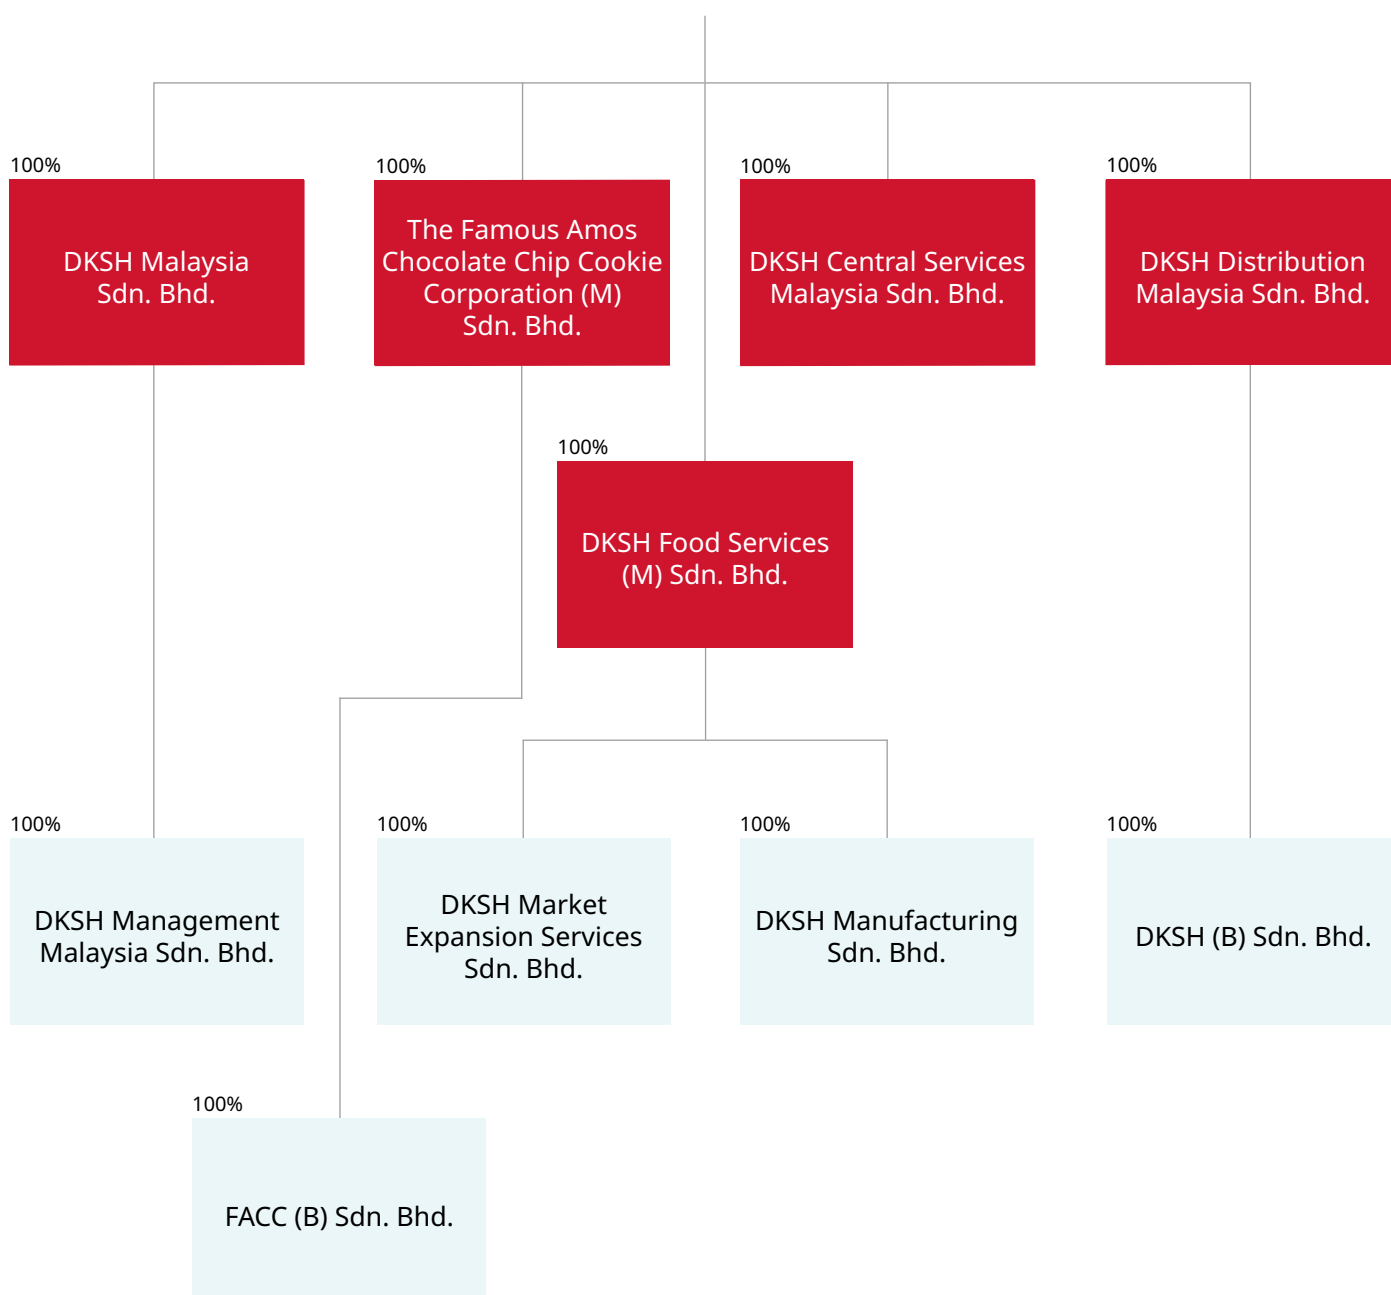 100%
DKSH Malaysia
Sdn. Bhd.
100%
The Famous Amos
Chocolate Chip Cookie
Corporation (M)
Sdn. Bhd.
100%
DKSH Central Services
Malaysia Sdn. Bhd.
100%
DKSH Distribution
Malaysia Sdn. Bhd.
100%
DKSH Food Services
(M) Sdn. Bhd.
100%
DKSH Management
Malaysia Sdn. Bhd.
100%
DKSH Market
Expansion Services
Sdn. Bhd.
100%
DKSH Manufacturing
Sdn. Bhd.
100%
DKSH (B) Sdn. Bhd.
100%
FACC (B) Sdn. Bhd.